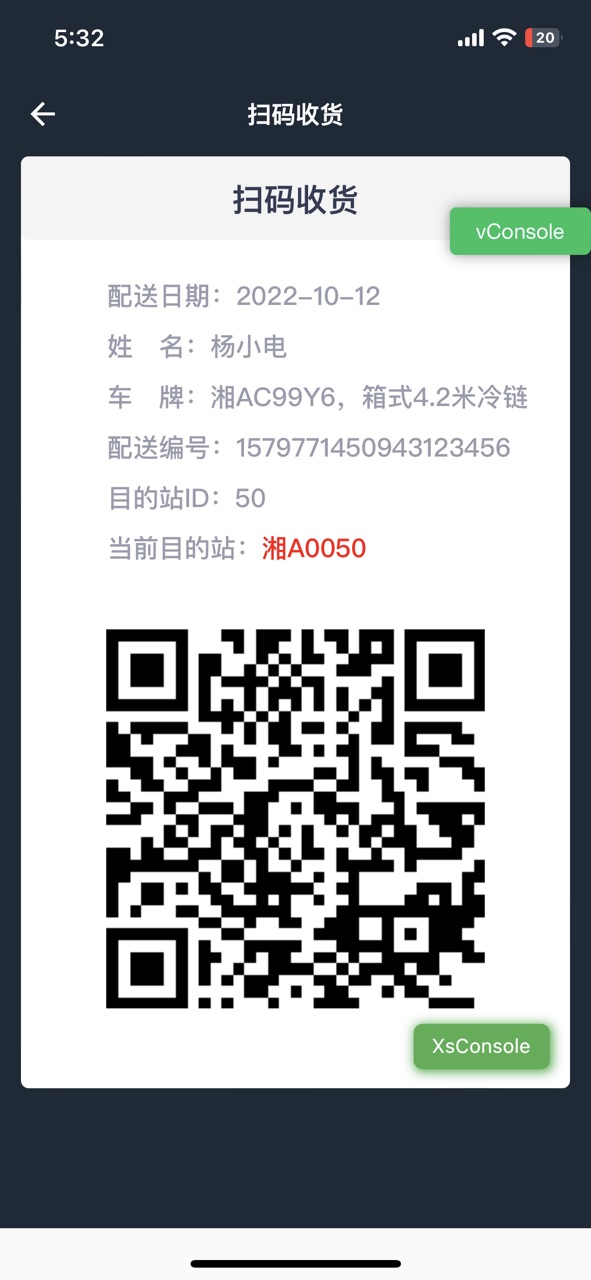 5:32
20
扫码收货
扫码收货
vConsole
配送日期：2022-10-12
姓　名：杨小电
车　牌：湘AC99Y6，箱式4.2米冷链
配送编号：1579771450943123456
目的站ID：50
当前目的站：湘A0050
XsConsole